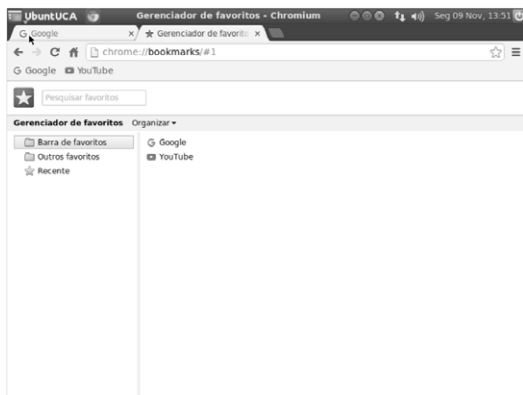 UbuntUCA Gerenciador de favoritos - Chromium Seg 09 Nov, 13:51
Google × Gerenciador de favorito ×
chrome://bookmarks/#1
Google YouTube
Pesquisar favoritos
Gerenciador de favoritos Organizar
Barra de favoritos Google
Outros favoritos YouTube
Recente